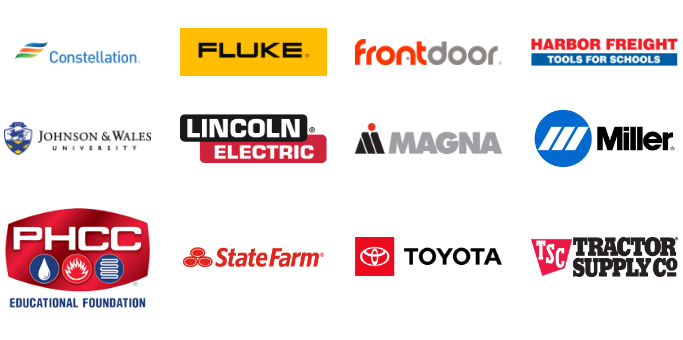 Constellation.
FLUKE®
frontdoor®
HARBOR FREIGHT
TOOLS FOR SCHOOLS
JOHNSON & WALES
UNIVERSITY
LINCOLN®
ELECTRIC
MAGNA
Miller®
PHCC
®
EDUCATIONAL FOUNDATION
StateFarm®
TOYOTA
TSC TRACTOR
SUPPLY CO